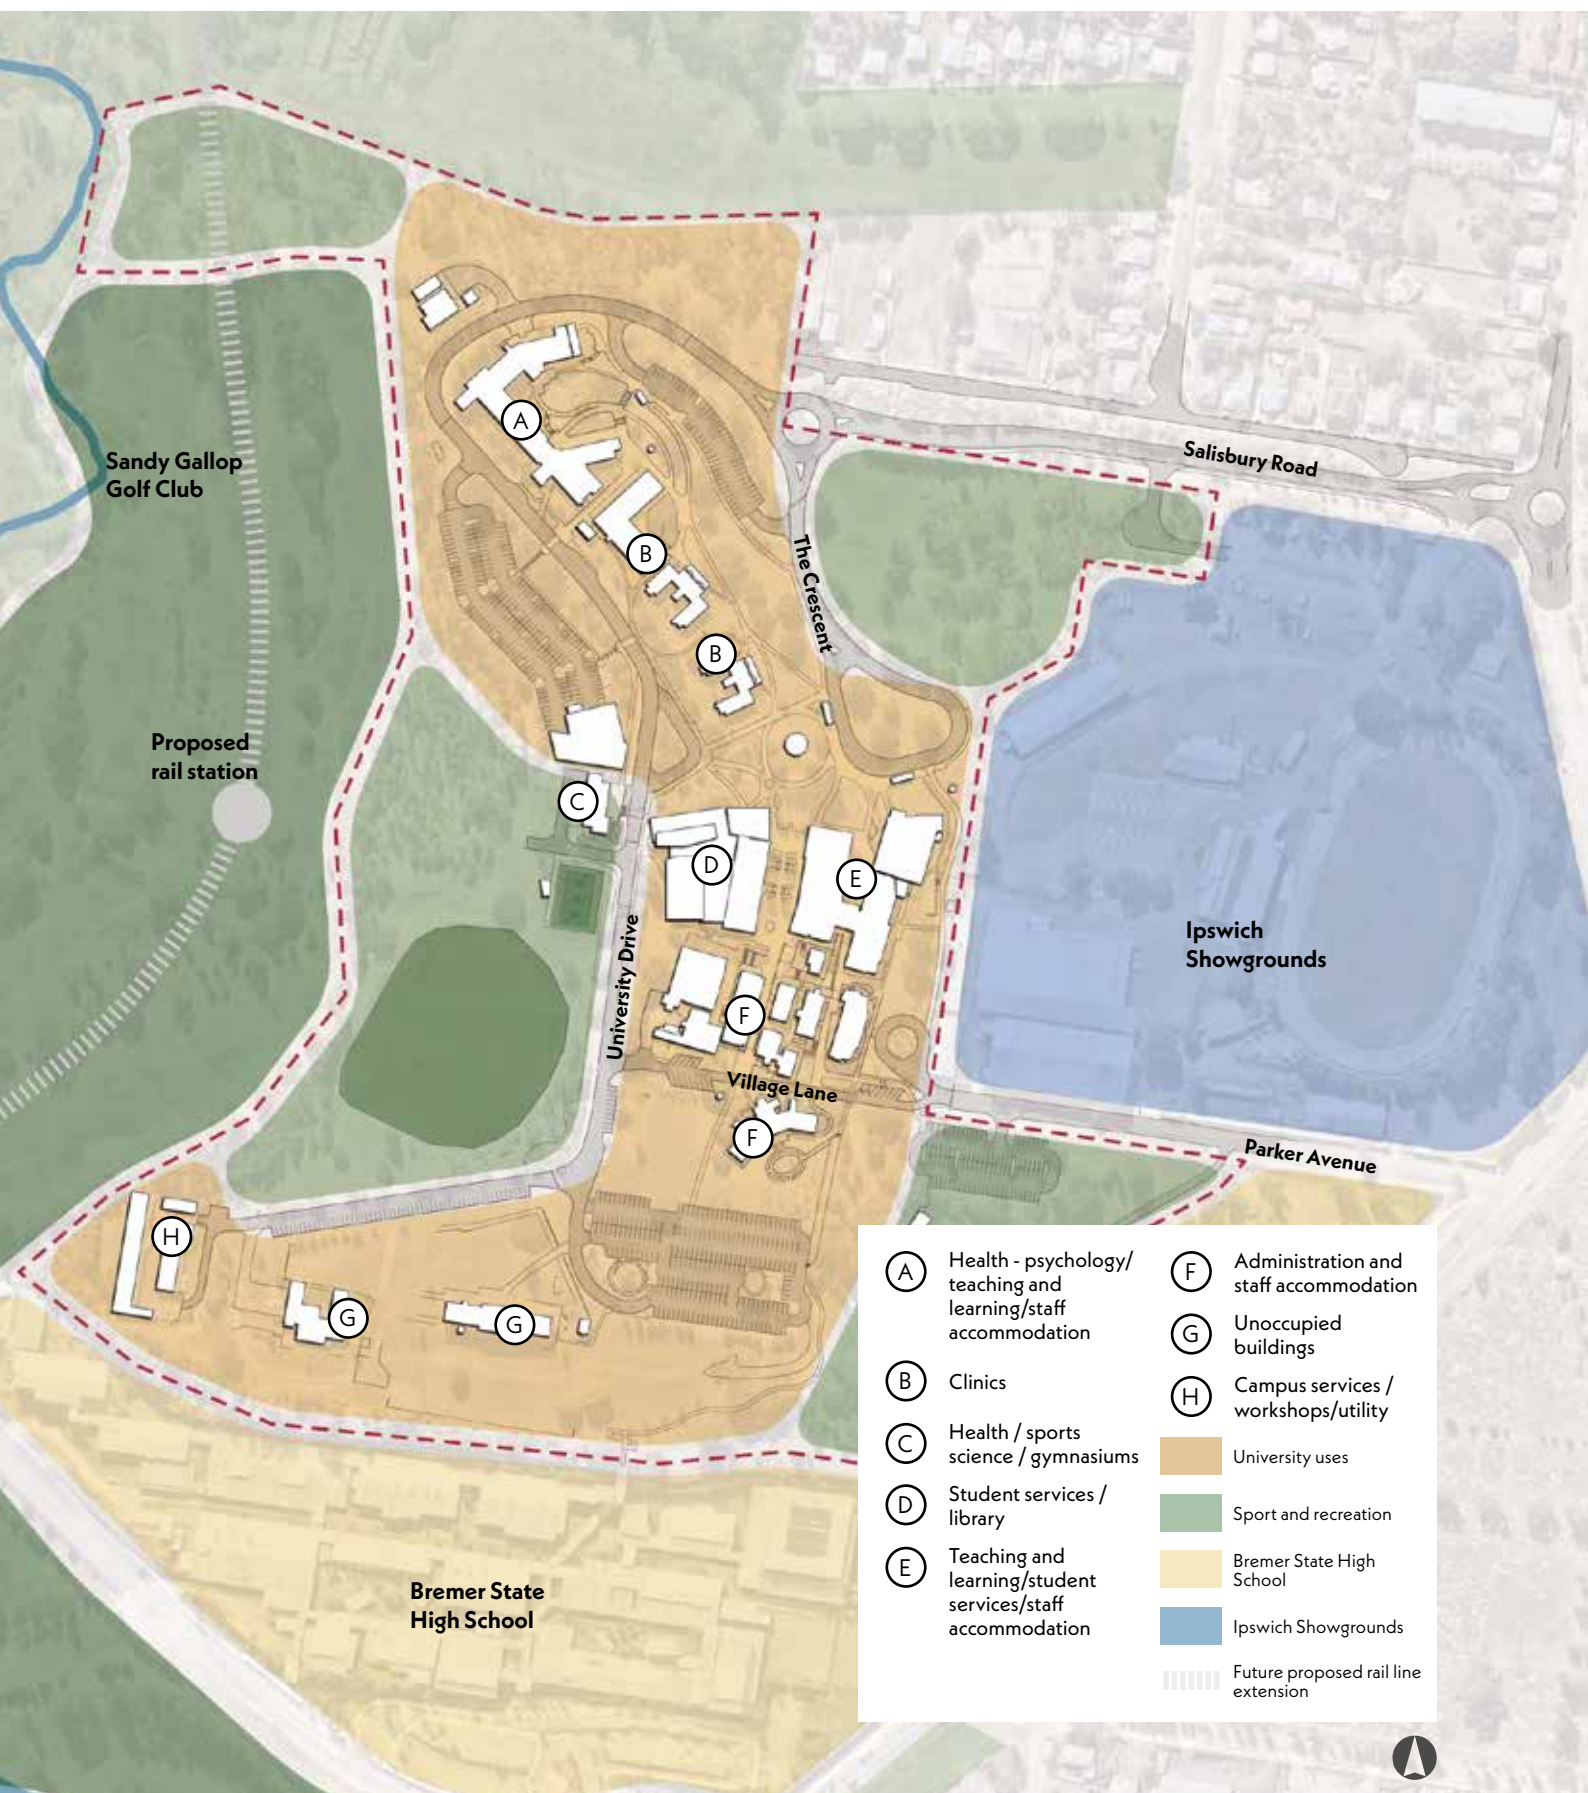 A
Sandy Gallop
Golf Club
Salisbury Road
B
The Crescent
B
Proposed
rail station
C
D
E
University Drive
Ipswich
Showgrounds
F
Village Lane
F
Parker Avenue
H
G
G
Bremer State
High School
A
Health - psychology/
teaching and
learning/staff
accommodation
B
Clinics
C
Health / sports
science / gymnasiums
D
Student services /
library
E
Teaching and
learning/student
services/staff
accommodation
F
Administration and
staff accommodation
G
Unoccupied
buildings
H
Campus services /
workshops/utility
University uses
Sport and recreation
Bremer State High
School
Ipswich Showgrounds
Future proposed rail line
extension